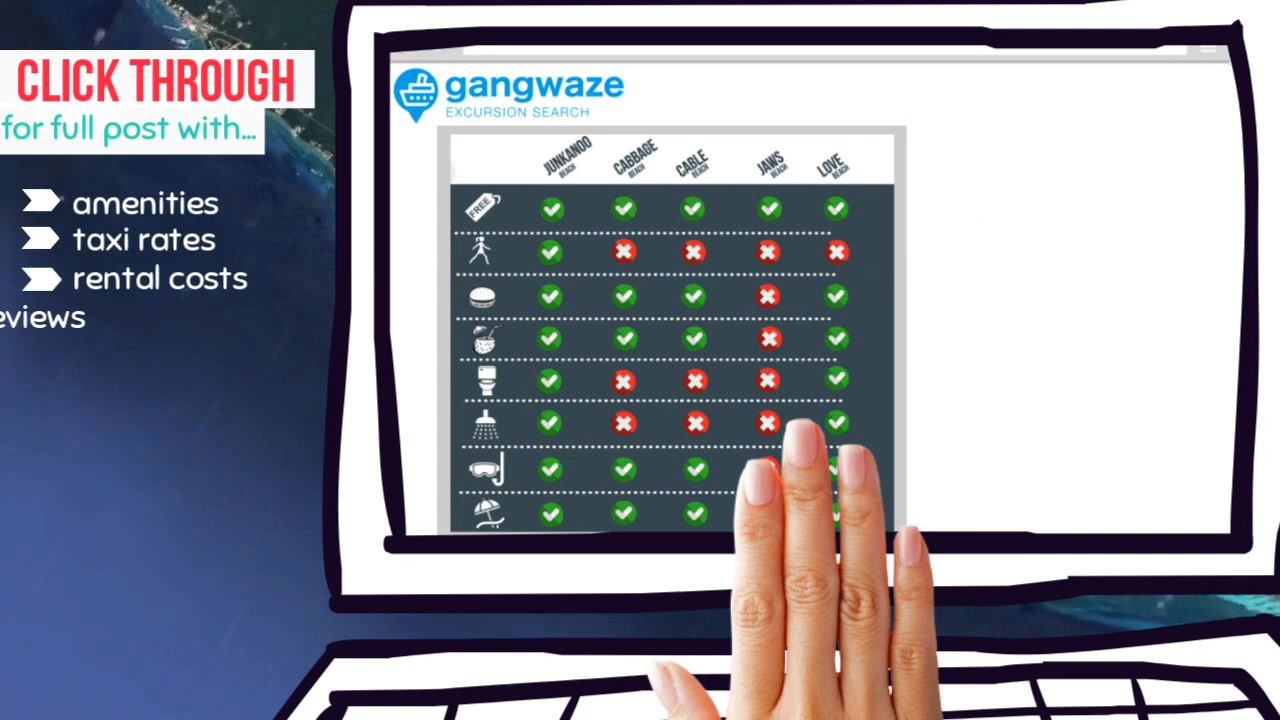 CLICK THROUGH
for full post with...
amenities
taxi rates
rental costs
eviews
gangwaze
EXCURSION SEARCH
JUNKANOO
BEACH
CABBAGE
BEACH
CABLE
BEACH
JAWS
BEACH
LOVE
BEACH
FREE